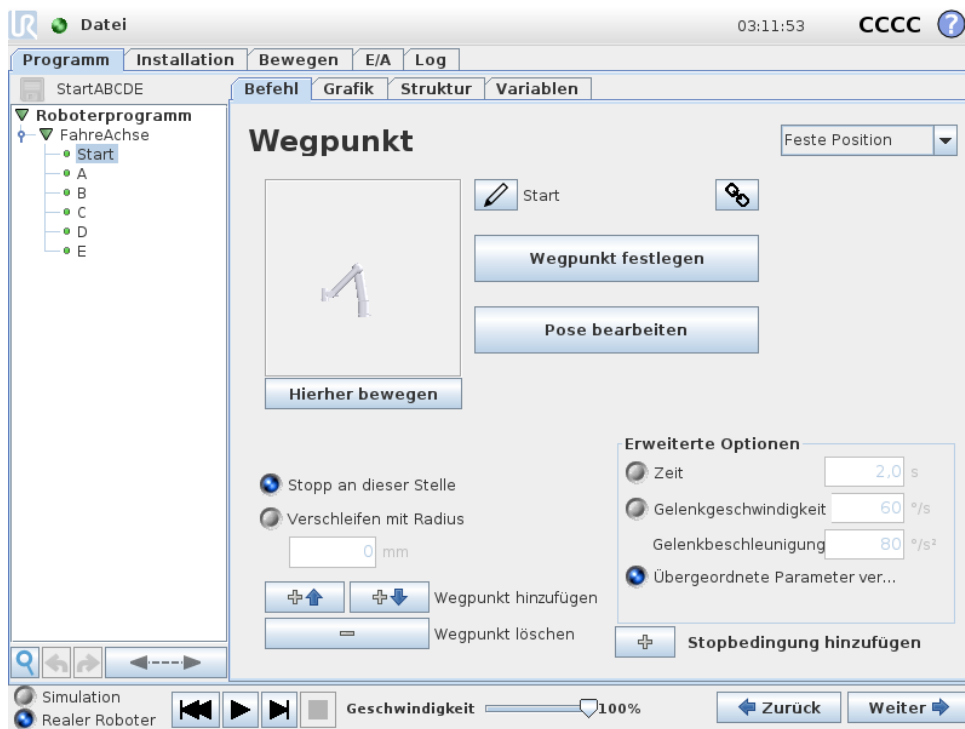 UR Datei 03:11:53 CCCC ?
Programm Installation Bewegen E/A Log
StartABCDE
Befehl Grafik Struktur Variablen
Roboterprogramm
FahreAchse
Start
A
B
C
D
E
Wegpunkt
Feste Position
Start
Wegpunkt festlegen
Pose bearbeiten
Hierher bewegen
Stopp an dieser Stelle
Verschleifen mit Radius
0 mm
Wegpunkt hinzufügen
Wegpunkt löschen
Erweiterte Optionen
Zeit 2,0 s
Gelenkgeschwindigkeit 60 °/s
Gelenkbeschleunigung 80 °/s²
Übergeordnete Parameter ver...
Stopbedingung hinzufügen
Simulation
Realer Roboter
Geschwindigkeit 100%
Zurück
Weiter